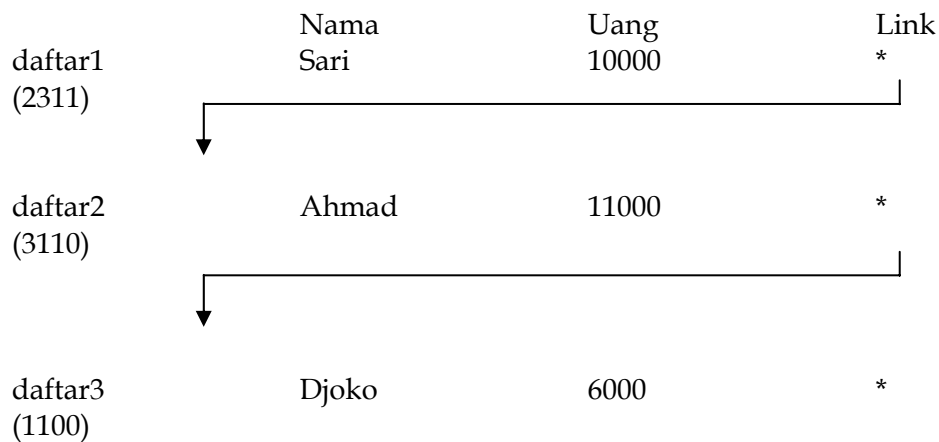 Nama Uang Link
daftar1 Sari 10000 *
(2311)
daftar2 Ahmad 11000 *
(3110)
daftar3 Djoko 6000 *
(1100)